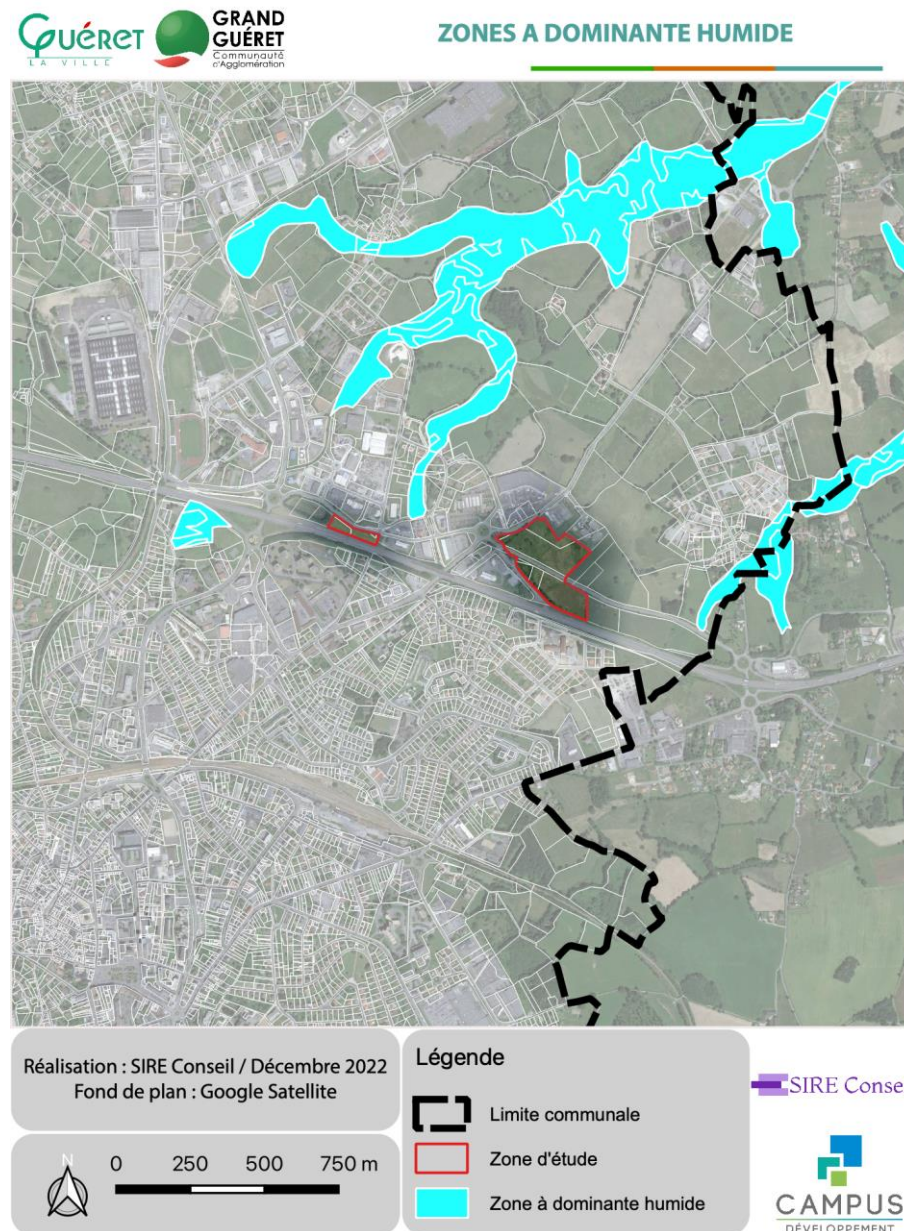 Guéret
LA VILLE
GRAND
GUÉRET
Communauté
d'Agglomération
ZONES A DOMINANTE HUMIDE
Réalisation : SIRE Conseil / Décembre 2022
Fond de plan : Google Satellite
N
0 250 500 750 m
Légende
Limite communale
Zone d'étude
Zone à dominante humide
SIRE Conse
CAMPUS
DÉVELOPPEMENT